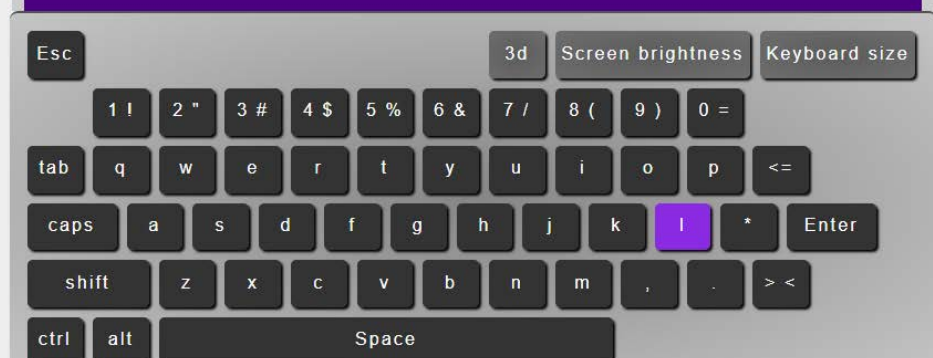 Esc 3d Screen brightness Keyboard size
1 ! 2 " 3 # 4 $ 5 % 6 & 7 / 8 ( 9 ) 0 =
tab q w e r t y u i o p <=
caps a s d f g h j k l * Enter
shift z x c v b n m , . > <
ctrl alt Space